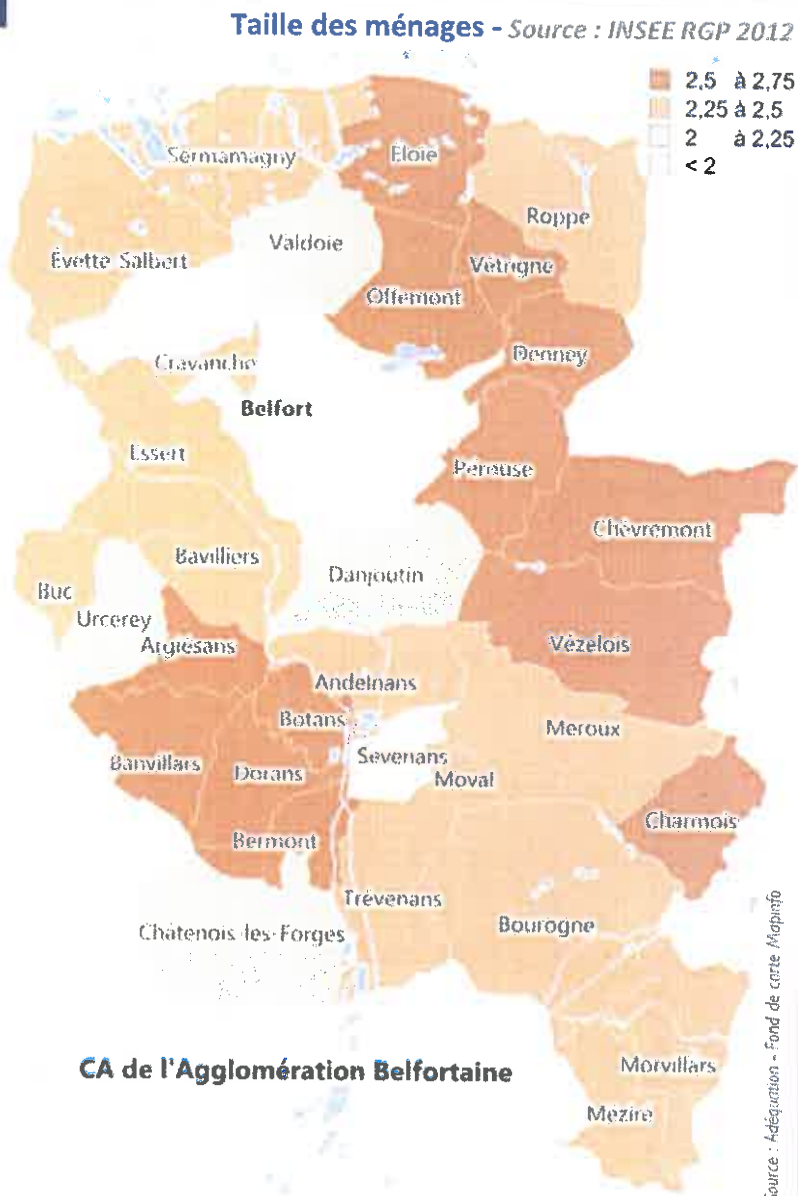 Taille des ménages - Source : INSEE RGP 2012
2,5 à 2,75
2,25 à 2,5
2 à 2,25
< 2
Sermamagny
Éloie
Roppe
Valdoie
Évette Salbert
Vétrigne
Offemont
Denney
Cravanche
Belfort
Essert
Pérouse
Chèvremont
Bavilliers
Danjoutin
Buc
Urcerey
Argiésans
Vézelois
Andelnans
Botans
Meroux
Sevenans
Banvillars
Dorans
Moval
Charmois
Bermont
Trévenans
Bourogne
Châtenois-les-Forges
CA de l'Agglomération Belfortaine
Morvillars
Méziré
Source : Adéquation - Fond de carte Mapinfo